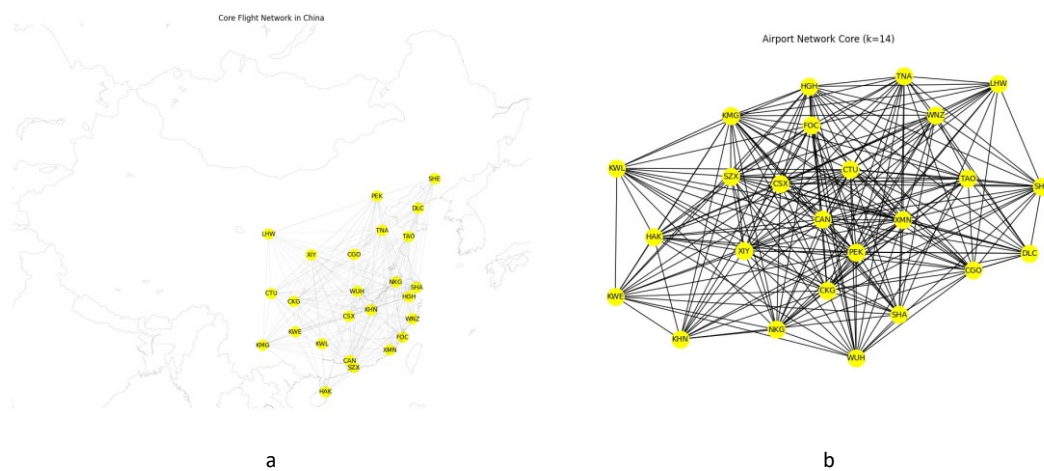 Core Flight Network in China
SHE
PEK
DLC
TNA
TAO
LHW
XIY
CGO
NKG
SHA
CTU
WUH
HGH
CKG
KHN
CSX
WNZ
KWE
FOC
KMG
KWL
XMN
CAN
SZX
HAK
a
Airport Network Core (k=14)
TNA
HGH
LHW
KMG
WNZ
FOC
KWL
CTU
SZX
CSX
TAO
SH
CAN
XMN
HAK
XIY
PEK
DLC
CGO
KWE
CKG
SHA
NKG
KHN
WUH
b